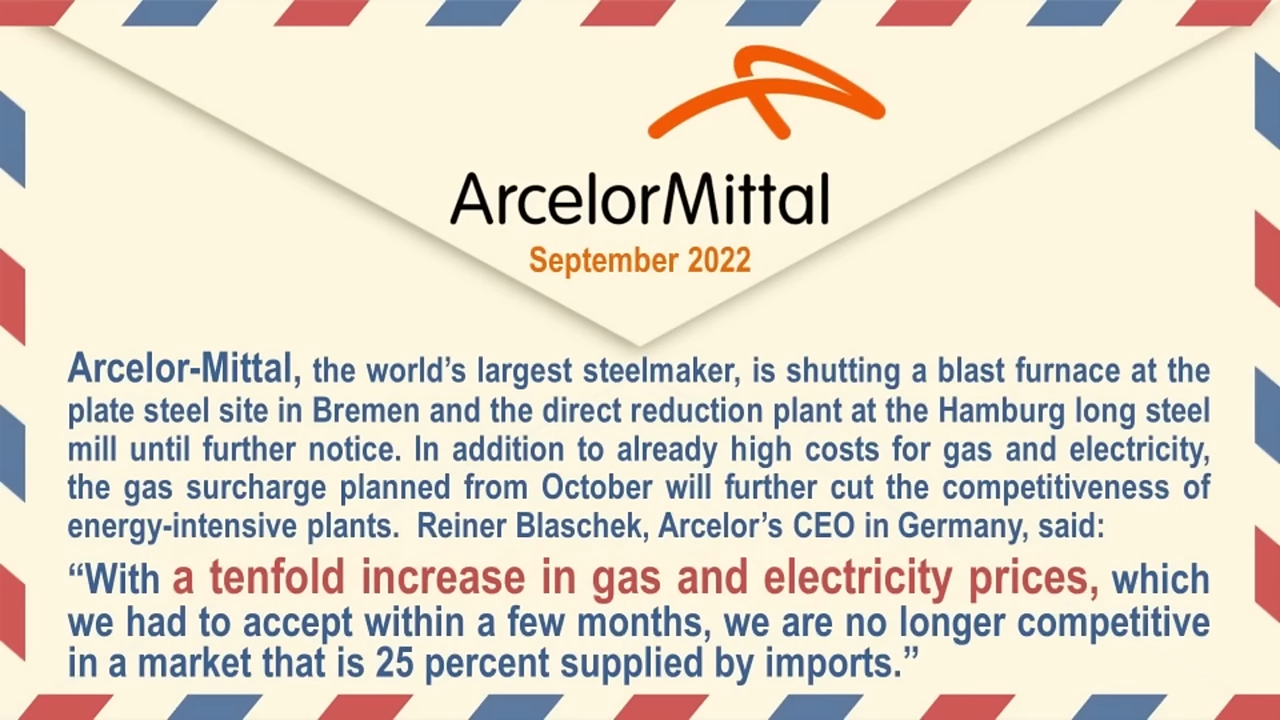 ArcelorMittal
September 2022
Arcelor-Mittal, the world's largest steelmaker, is shutting a blast furnace at the
plate steel site in Bremen and the direct reduction plant at the Hamburg long steel
mill until further notice. In addition to already high costs for gas and electricity,
the gas surcharge planned from October will further cut the competitiveness of
energy-intensive plants. Reiner Blaschek, Arcelor's CEO in Germany, said:
“With a tenfold increase in gas and electricity prices, which
we had to accept within a few months, we are no longer competitive
in a market that is 25 percent supplied by imports.”